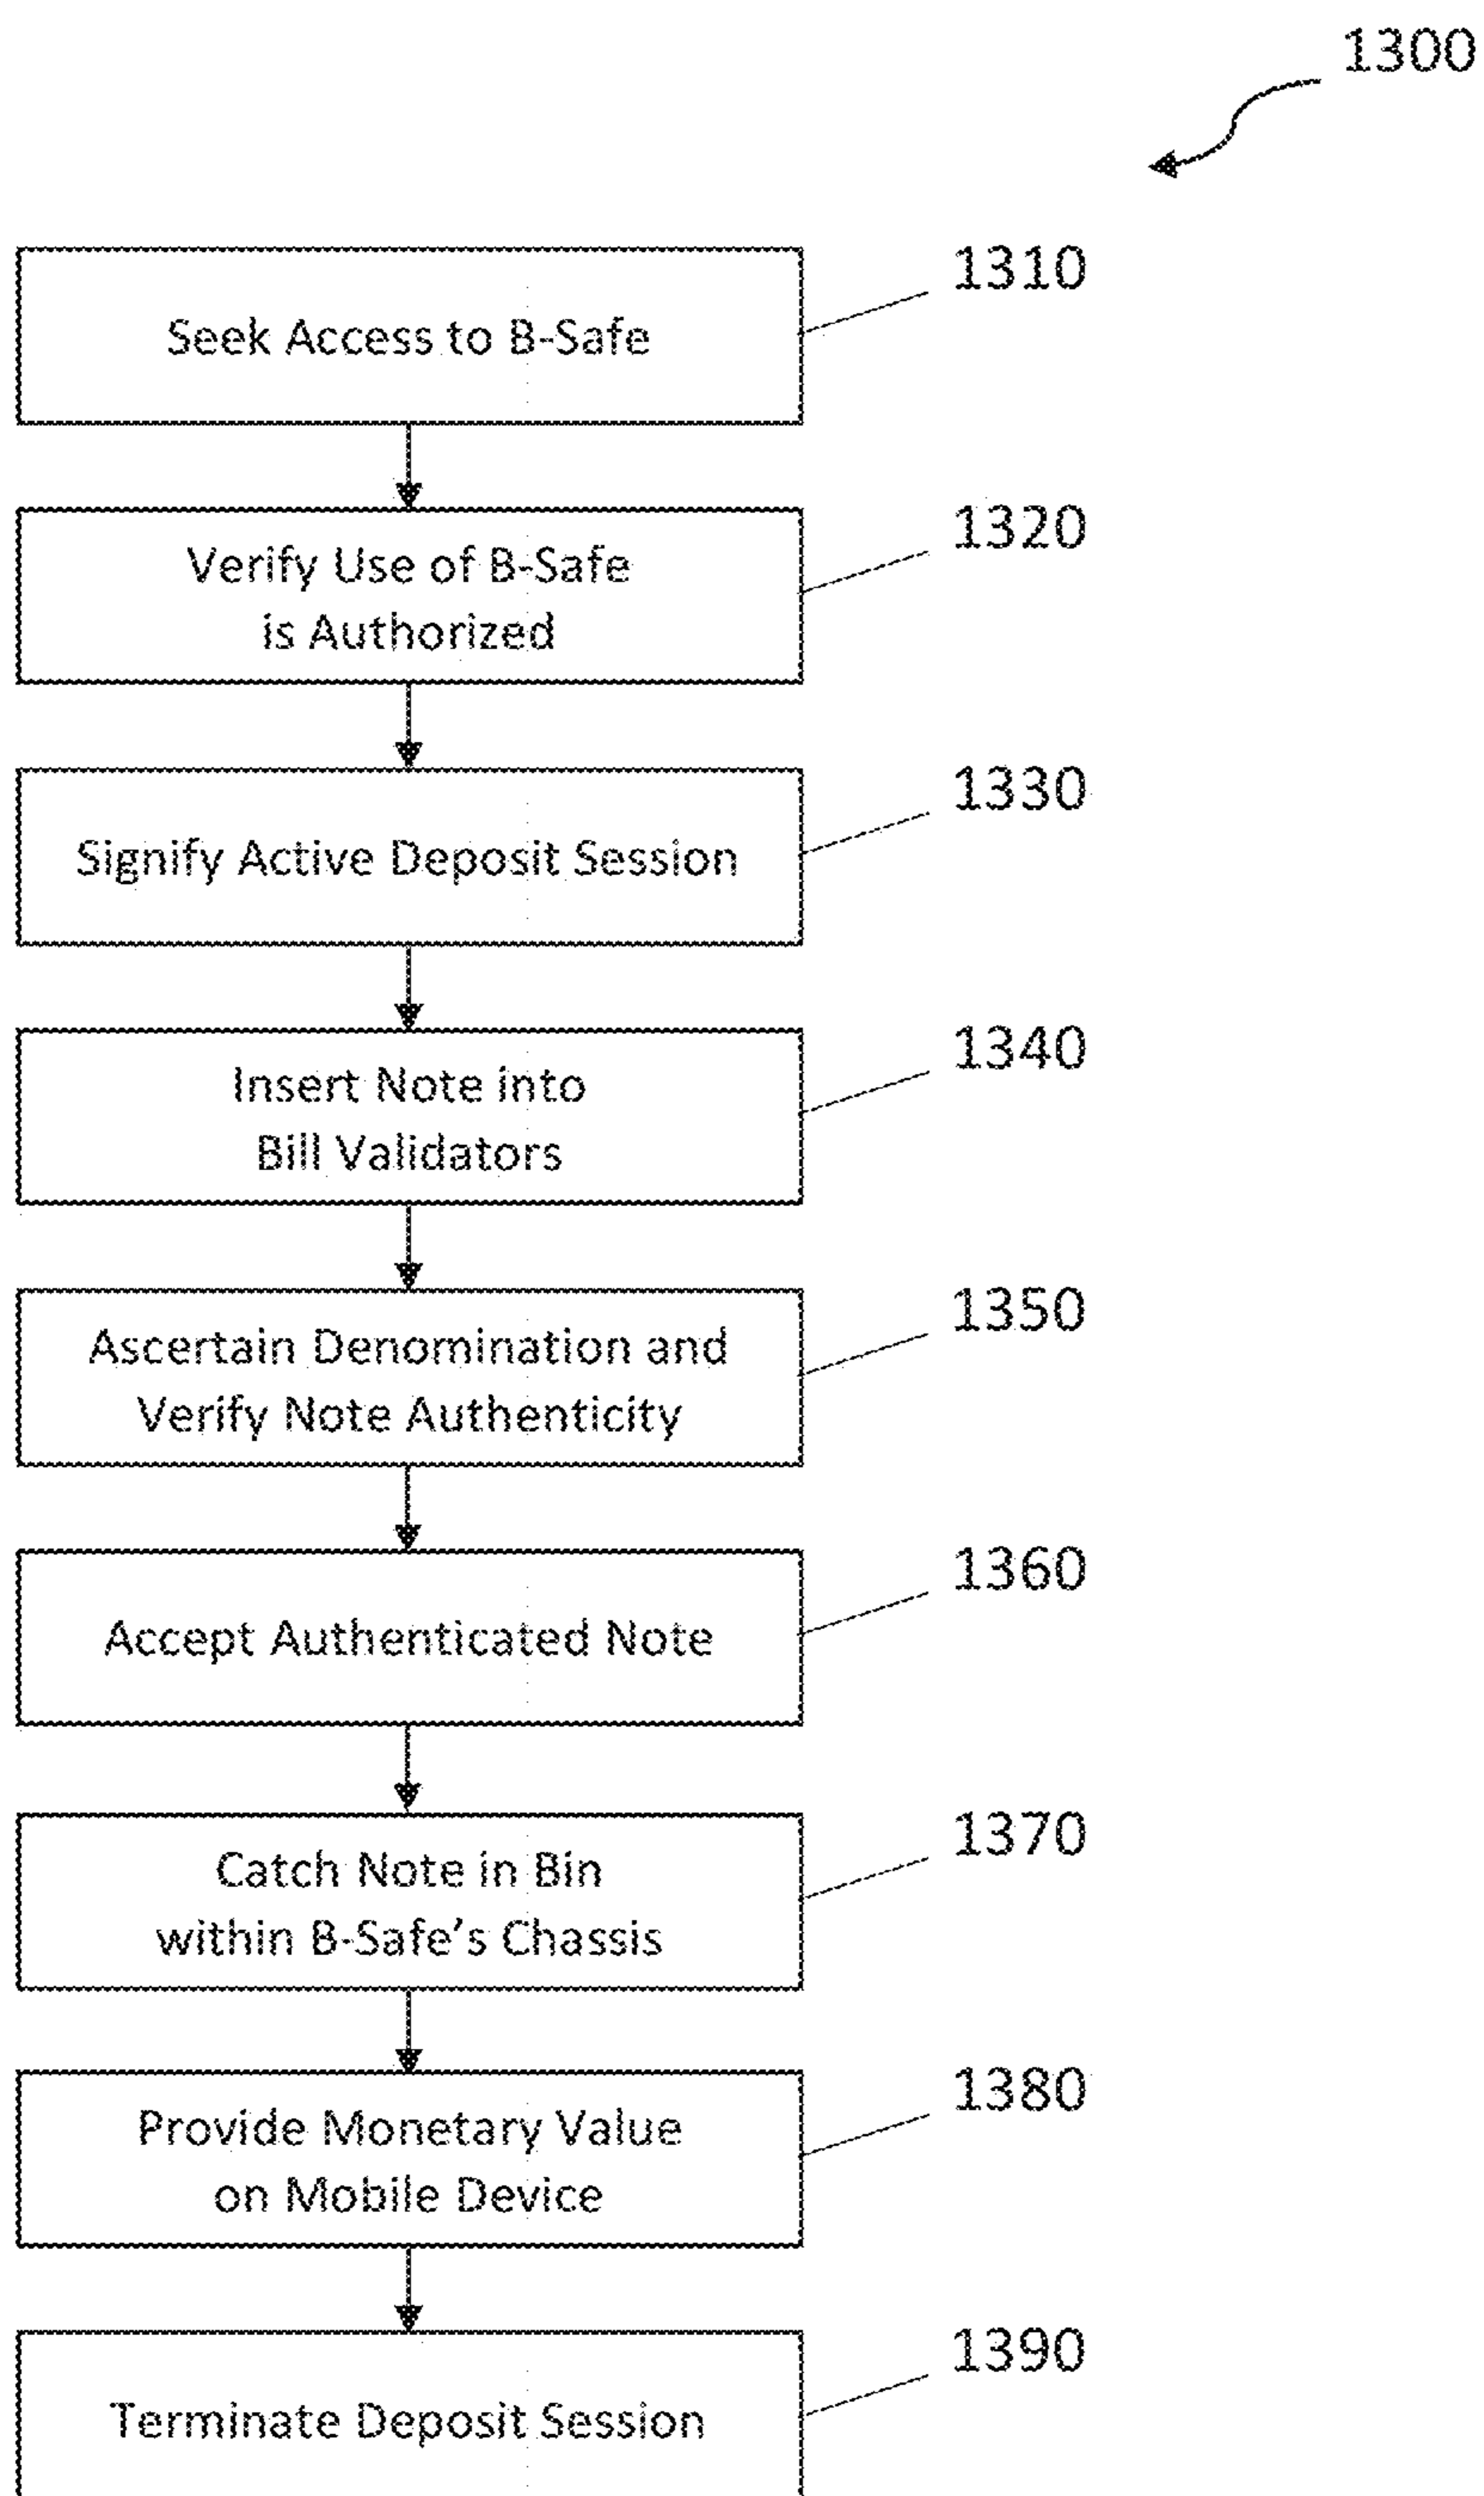 1300
1310
Seek Access to B-Safe
1320
Verify Use of B-Safe
is Authorized
1330
Signify Active Deposit Session
1340
Insert Note into
Bill Validators
1350
Ascertain Denomination and
Verify Note Authenticity
1360
Accept Authenticated Note
1370
Catch Note in Bin
within B-Safe's Chassis
1380
Provide Monetary Value
on Mobile Device
1390
Terminate Deposit Session